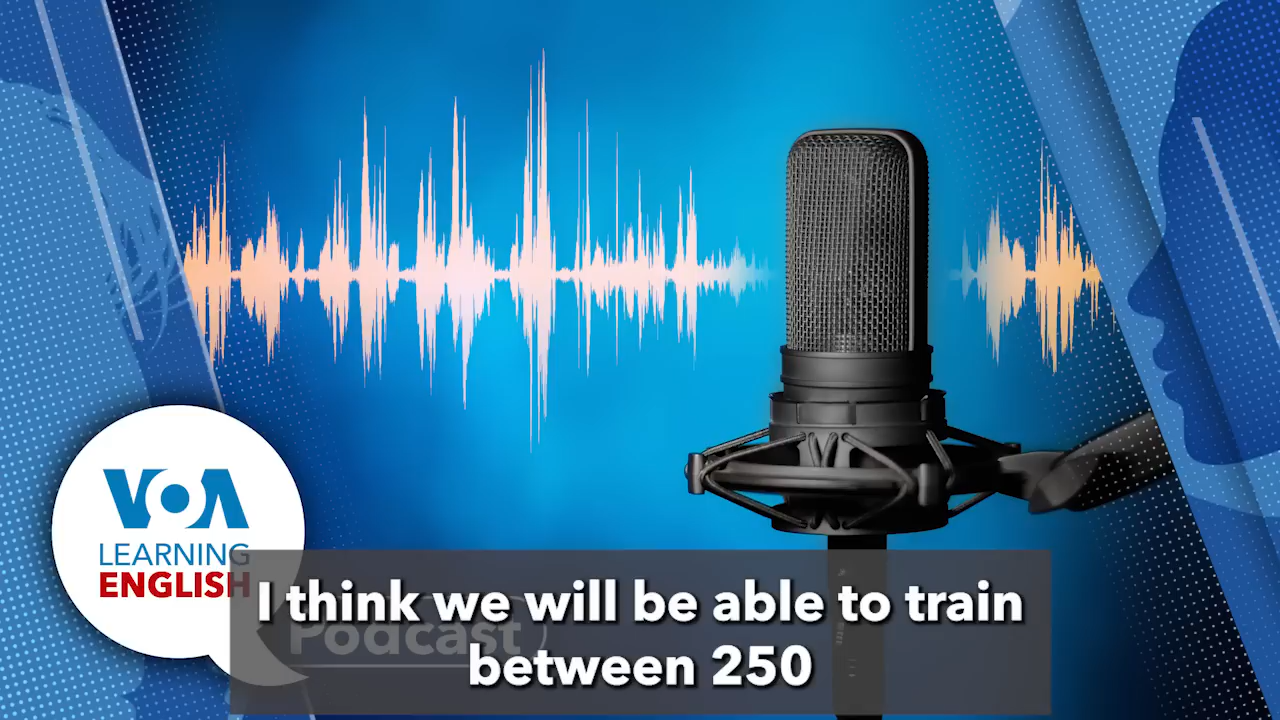 VOA
LEARNING
ENGLISH
Podcast
I think we will be able to train
between 250